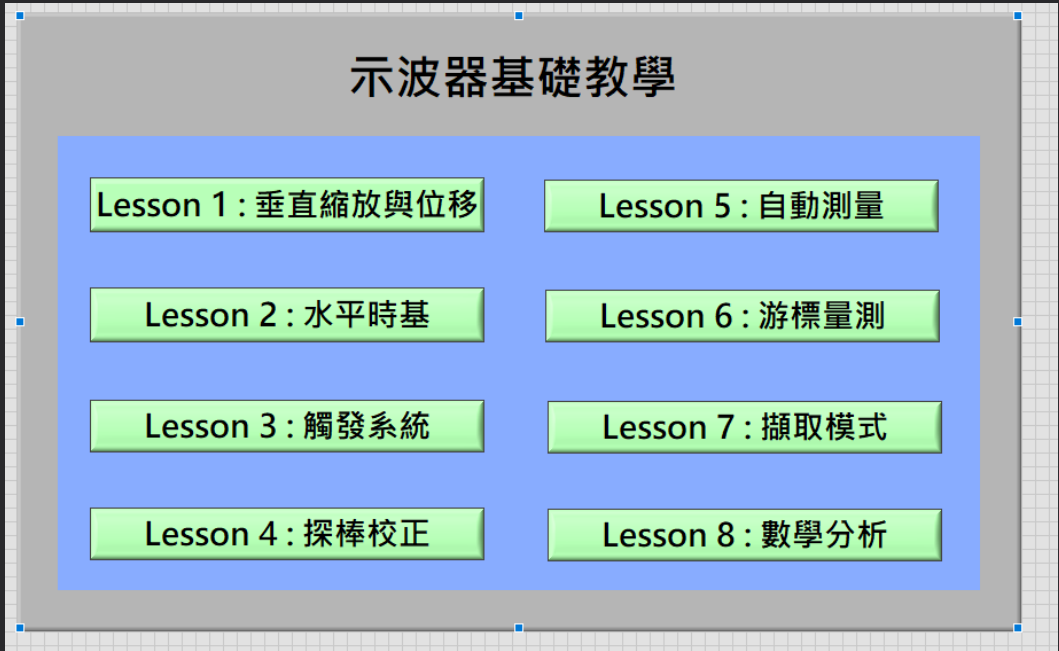 示波器基礎教學
Lesson 1 : 垂直縮放與位移
Lesson 2 : 水平時基
Lesson 3 : 觸發系統
Lesson 4 : 探棒校正
Lesson 5 : 自動測量
Lesson 6 : 游標量測
Lesson 7 : 擷取模式
Lesson 8 : 數學分析